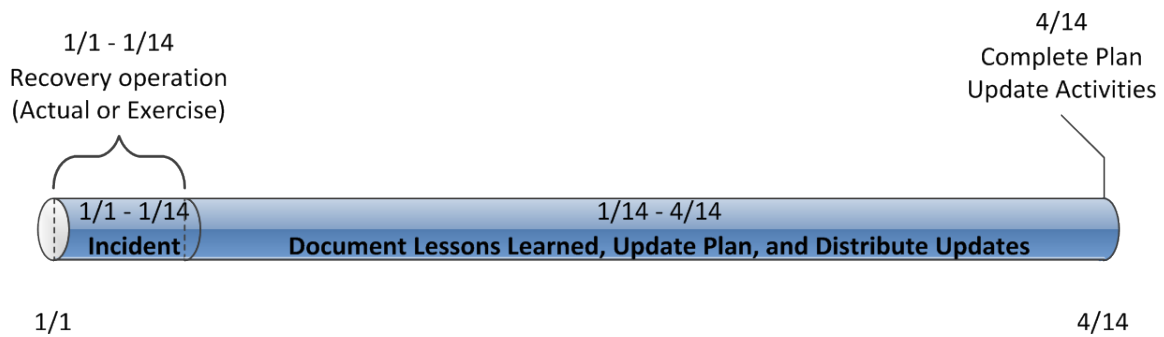 1/1 - 1/14
Recovery operation
(Actual or Exercise)
4/14
Complete Plan
Update Activities
1/1 - 1/14
Incident
1/14 - 4/14
Document Lessons Learned, Update Plan, and Distribute Updates
1/1
4/14